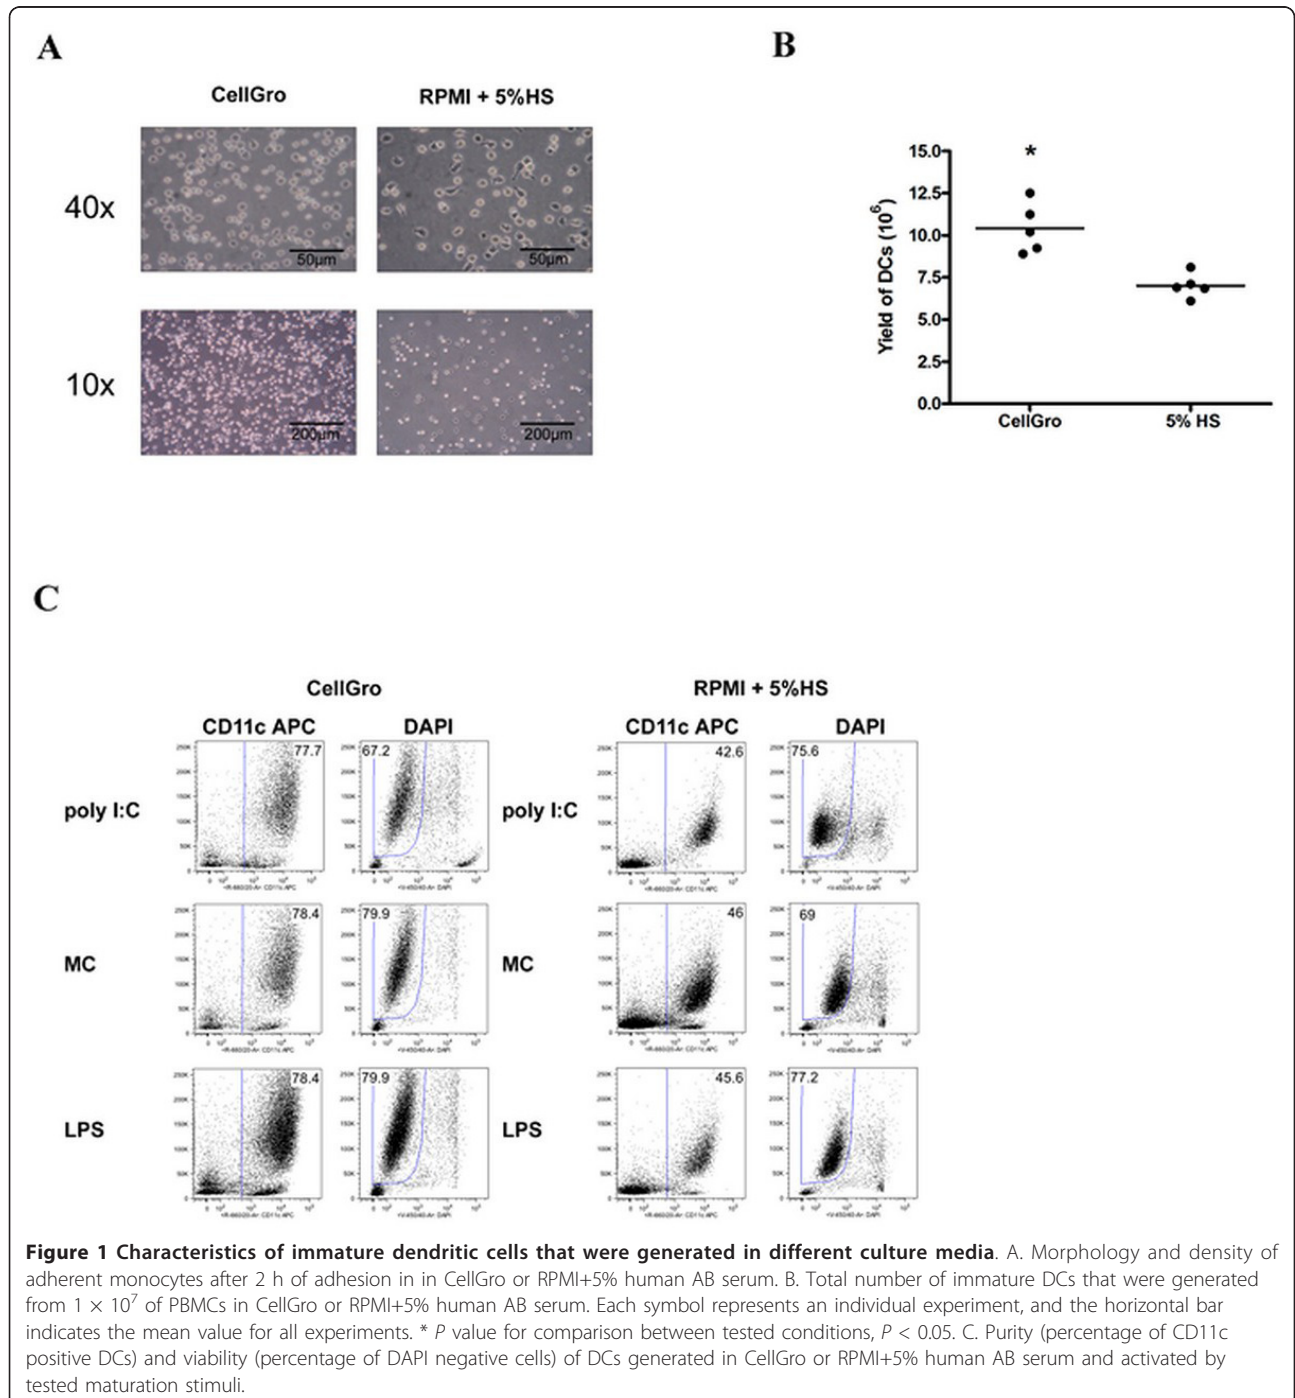 A
CellGro
RPMI + 5%HS
40x
50µm
50µm
10x
200µm
200µm
B
15.0
*
12.5
10.0
7.5
5.0
2.5
0.0
Yield of DCs (10⁶)
CellGro
5% HS
C
CellGro
RPMI + 5%HS
CD11c APC
DAPI
CD11c APC
DAPI
poly I:C
77.7
67.2
poly I:C
42.6
75.6
MC
78.4
79.9
MC
46
69
LPS
78.4
79.9
LPS
45.6
77.2
Figure 1 Characteristics of immature dendritic cells that were generated in different culture media. A. Morphology and density of
adherent monocytes after 2 h of adhesion in in CellGro or RPMI+5% human AB serum. B. Total number of immature DCs that were generated
from 1 × 10⁷ of PBMCs in CellGro or RPMI+5% human AB serum. Each symbol represents an individual experiment, and the horizontal bar
indicates the mean value for all experiments. * P value for comparison between tested conditions, P < 0.05. C. Purity (percentage of CD11c
positive DCs) and viability (percentage of DAPI negative cells) of DCs generated in CellGro or RPMI+5% human AB serum and activated by
tested maturation stimuli.